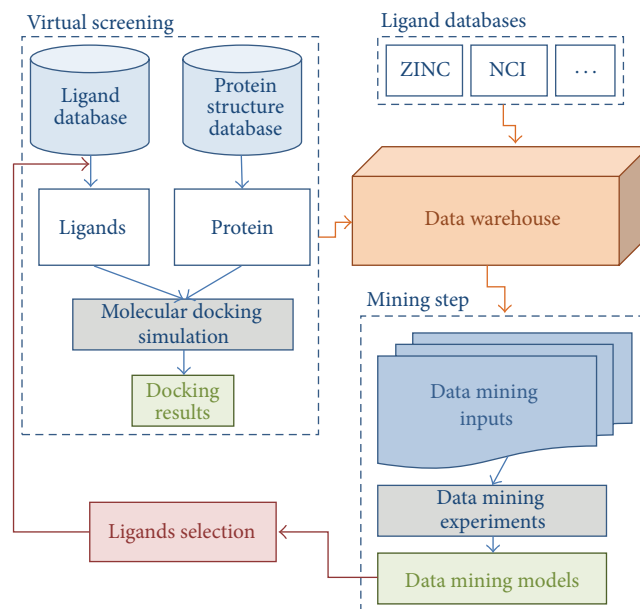 Virtual screening
Ligand
database
Protein
structure
database
Ligands
Protein
Molecular docking
simulation
Docking
results
Ligand databases
ZINC
NCI
...
Data warehouse
Mining step
Data mining
inputs
Data mining
experiments
Data mining models
Ligands selection